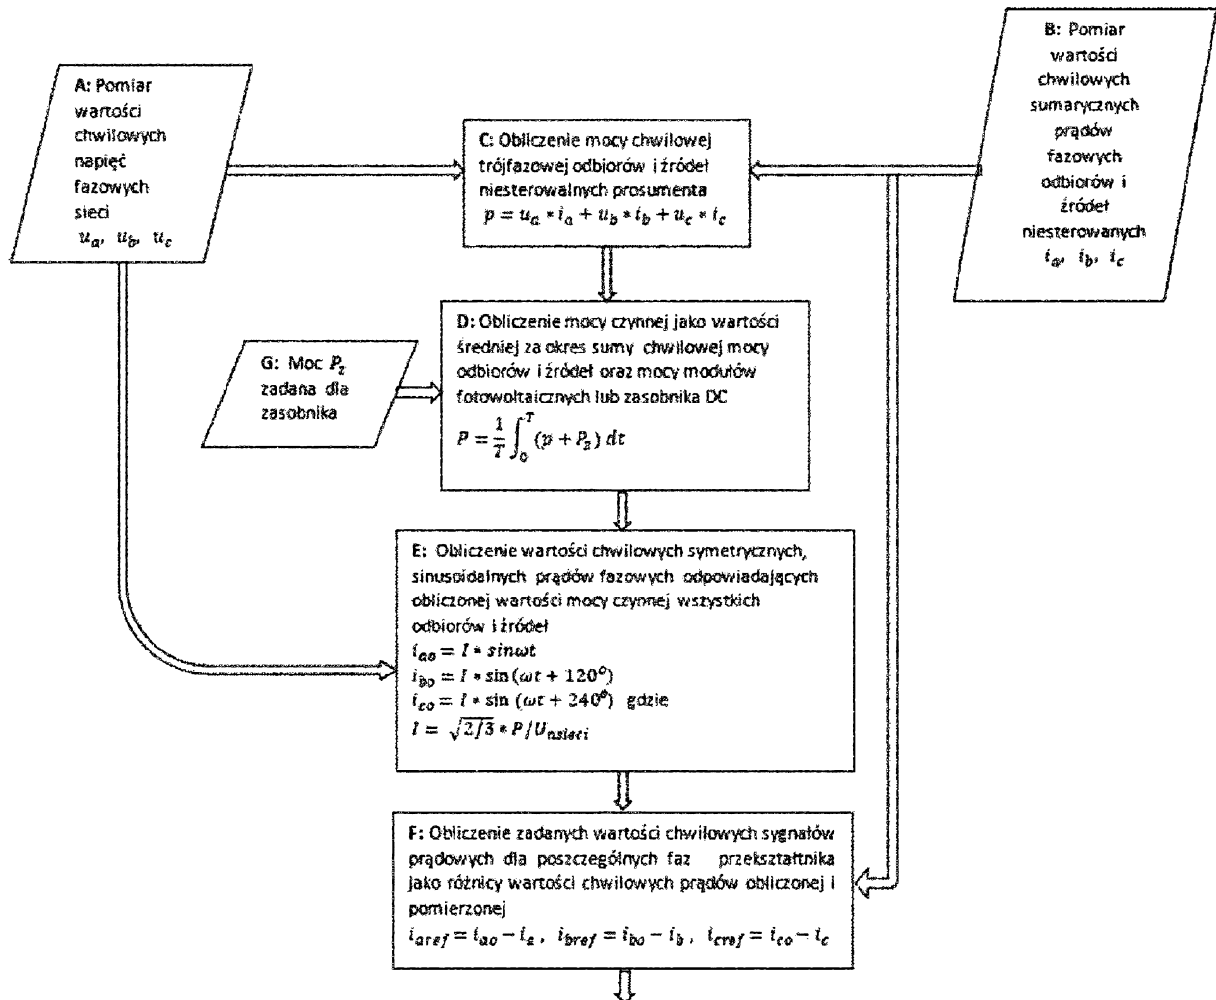 A: Pomiar
wartości
chwilowych
napięć
fazowych
sieci
u_a, u_b, u_c
B: Pomiar
wartości
chwilowych
sumarycznych
prądów
fazowych
odbiorów i
źródeł
niesterowanych
i_a, i_b, i_c
C: Obliczenie mocy chwilowej
trójfazowej odbiorów i źródeł
niesterowalnych prosumenta
p = u_a * i_a + u_b * i_b + u_c * i_c
G: Moc P_z
zadana dla
zasobnika
D: Obliczenie mocy czynnej jako wartości
średniej za okres sumy chwilowej mocy
odbiorów i źródeł oraz mocy modułów
fotowoltaicznych lub zasobnika DC
P = 1/T ∫_0^T (p + P_z) dt
E: Obliczenie wartości chwilowych symetrycznych,
sinusoidalnych prądów fazowych odpowiadających
obliczonej wartości mocy czynnej wszystkich
odbiorów i źródeł
i_ao = I * sinωt
i_bo = I * sin(ωt + 120°)
i_co = I * sin (ωt + 240°) gdzie
I = √2/3 * P/U_nsieci
F: Obliczenie zadanych wartości chwilowych sygnałów
prądowych dla poszczególnych faz przekształtnika
jako różnicy wartości chwilowych prądów obliczonej i
pomierzonej
i_aref = i_ao − i_a, i_bref = i_bo − i_b, i_cref = i_co − i_c